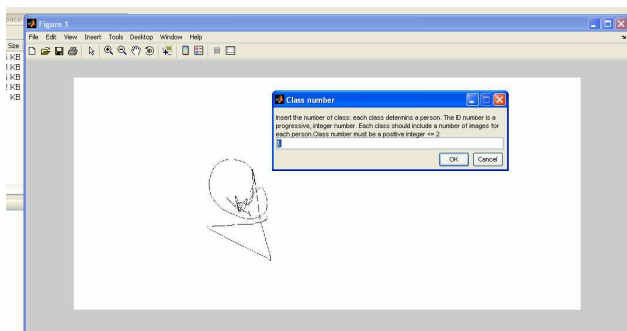 Figure 1
File Edit View Insert Tools Desktop Window Help
Size
KB
KB
KB
KB
KB
Class number
Insert the number of class: each class determins a person. The ID number is a
progressive, integer number. Each class should include a number of images for
each person.Class number must be a positive integer <= 2
1
OK Cancel